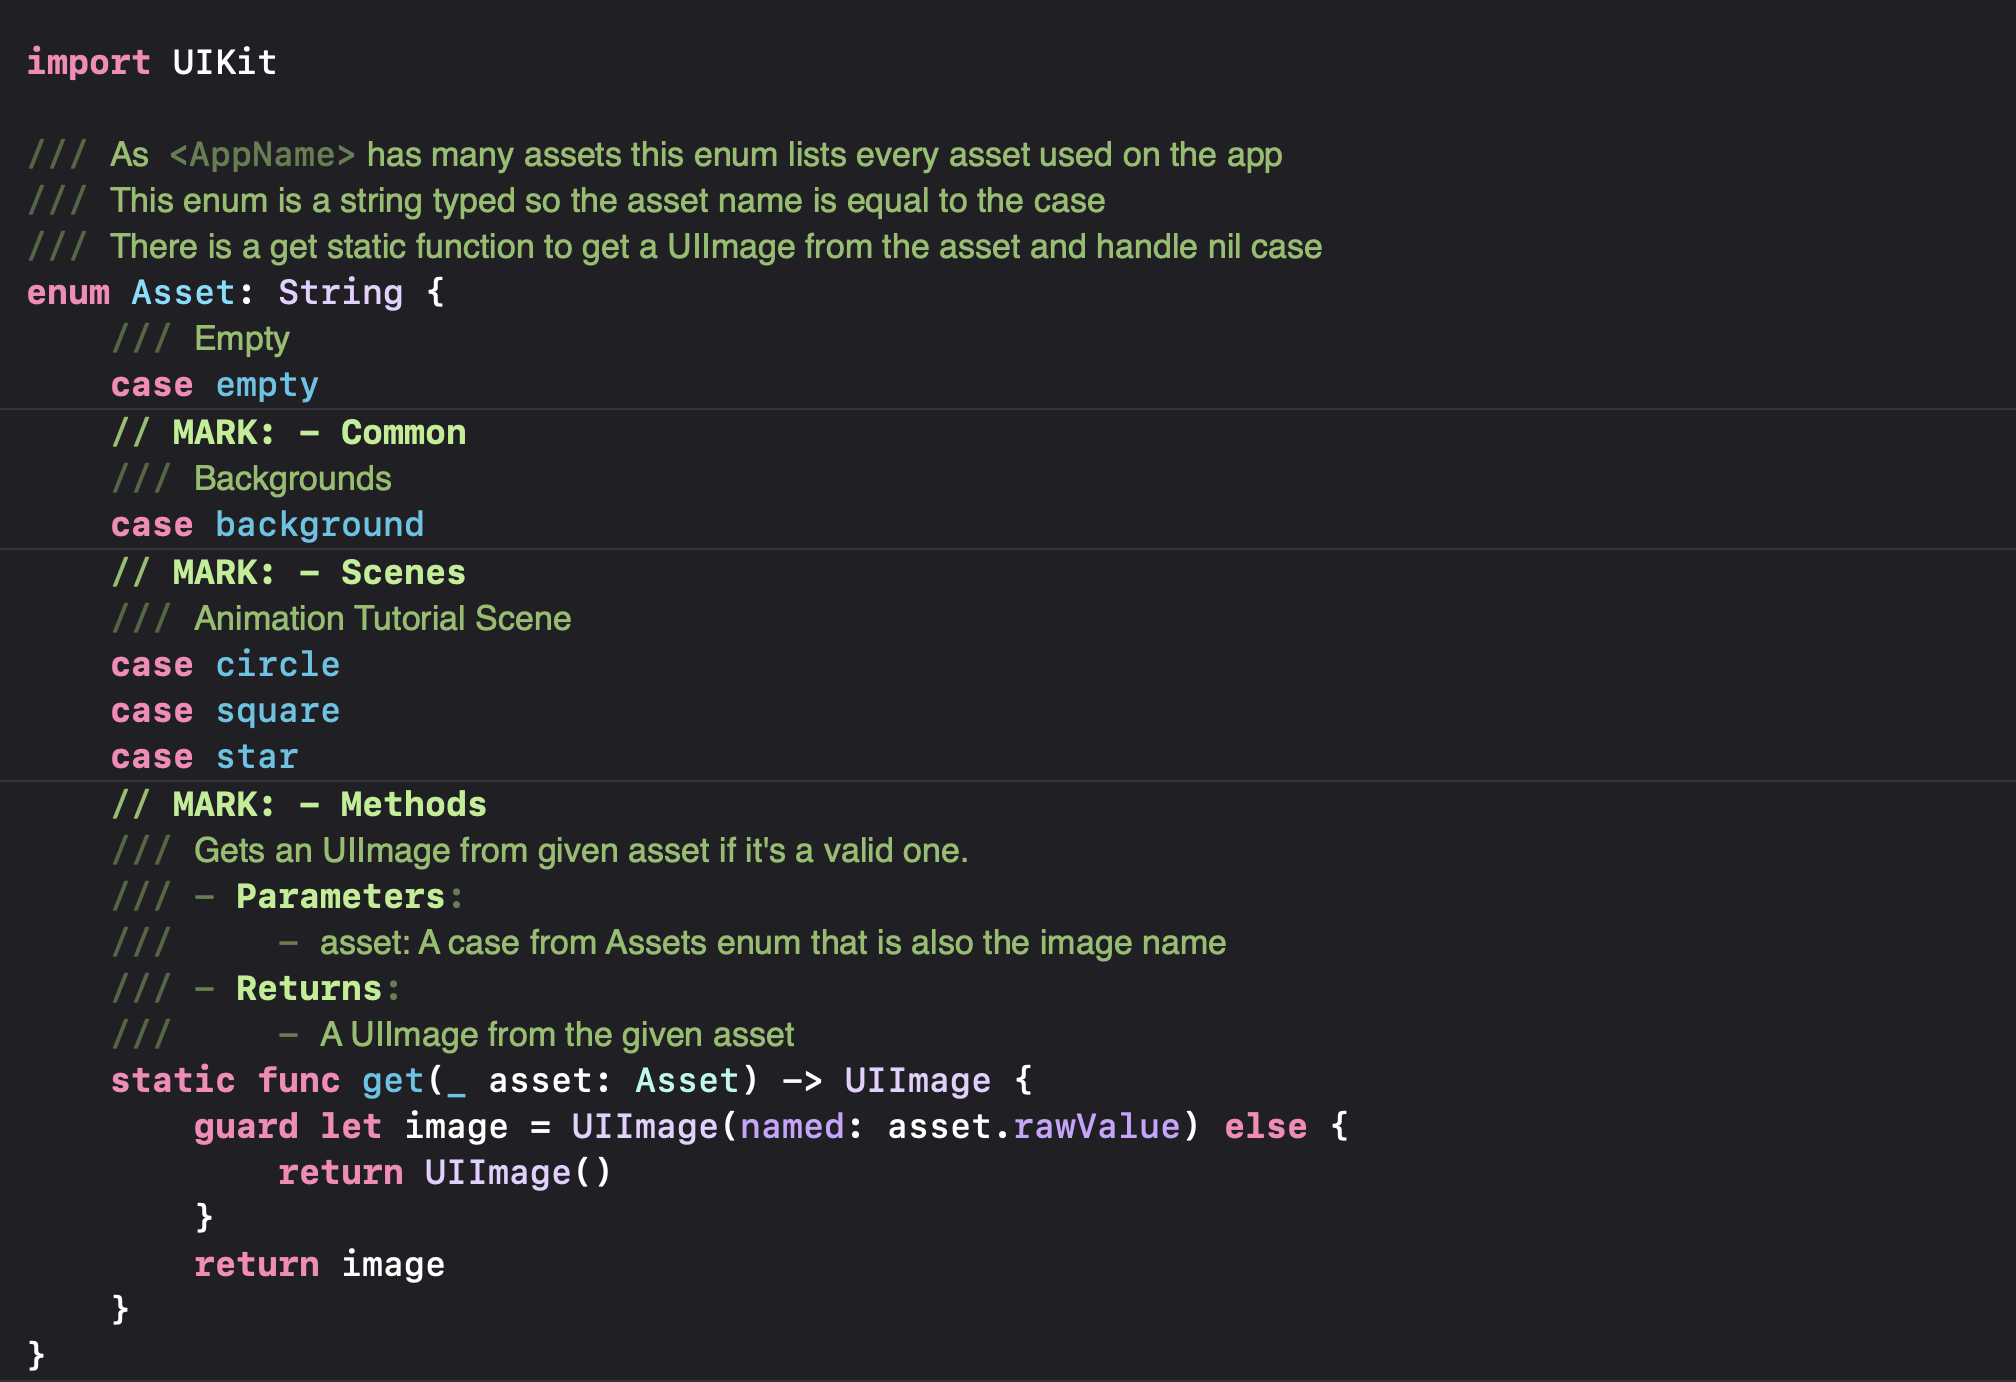 import UIKit
/// As <AppName> has many assets this enum lists every asset used on the app
/// This enum is a string typed so the asset name is equal to the case
/// There is a get static function to get a UIImage from the asset and handle nil case
enum Asset: String {
    /// Empty
    case empty
    // MARK: - Common
    /// Backgrounds
    case background
    // MARK: - Scenes
    /// Animation Tutorial Scene
    case circle
    case square
    case star
    // MARK: - Methods
    /// Gets an UIImage from given asset if it's a valid one.
    /// - Parameters:
    ///     - asset: A case from Assets enum that is also the image name
    /// - Returns:
    ///     - A UIImage from the given asset
    static func get(_ asset: Asset) -> UIImage {
        guard let image = UIImage(named: asset.rawValue) else {
            return UIImage()
        }
        return image
    }
}